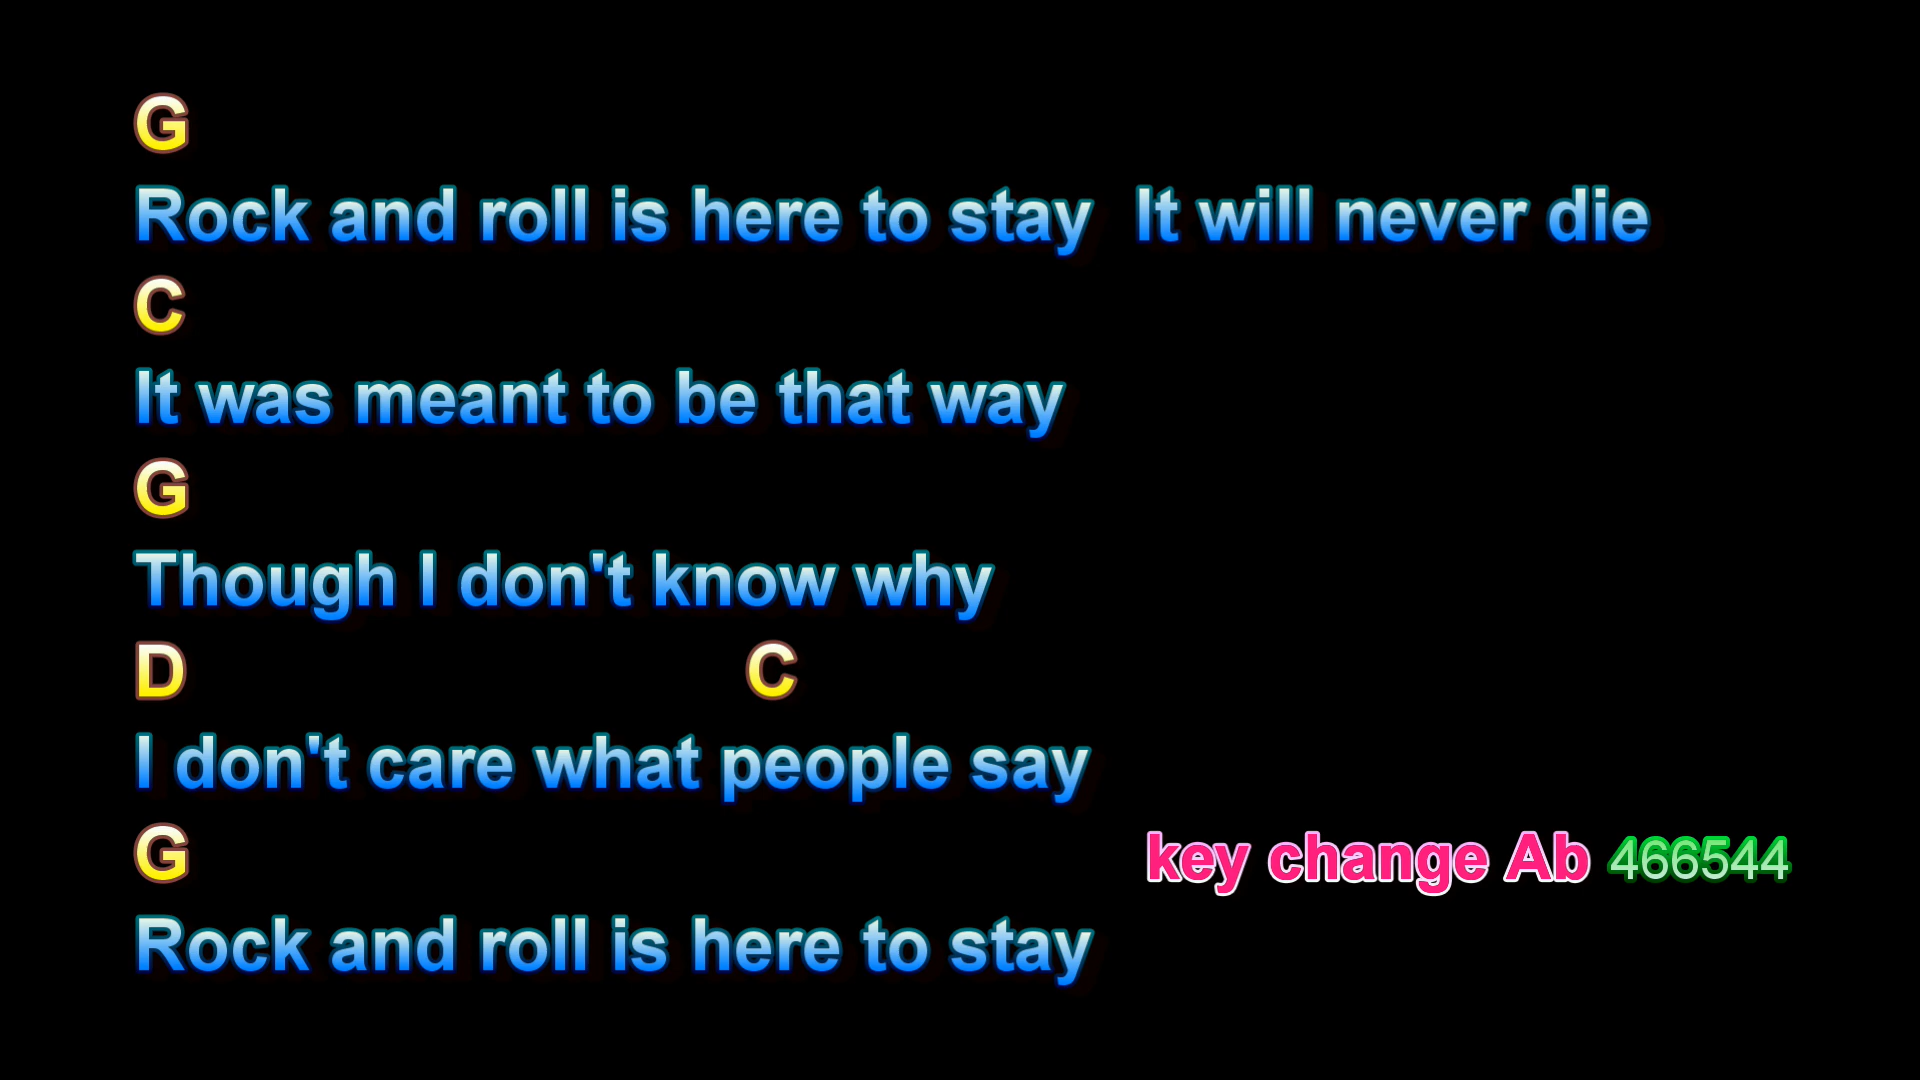 G
Rock and roll is here to stay  It will never die
C
It was meant to be that way
G
Though I don't know why
D C
I don't care what people say
G key change Ab 466544
Rock and roll is here to stay